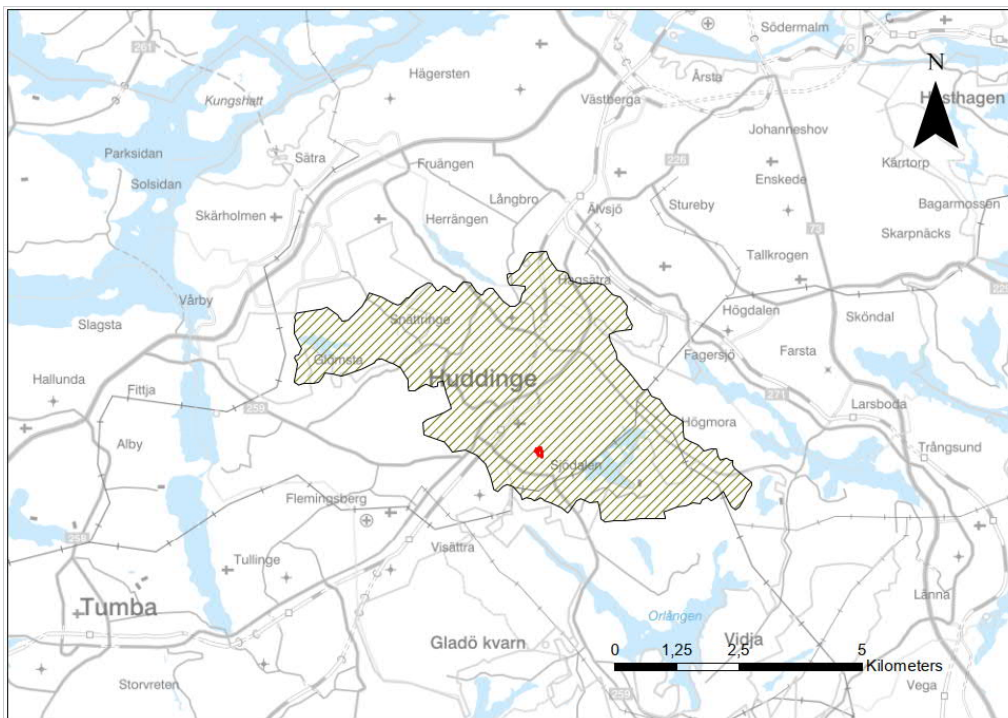 Södermalm
261
Hägersten
Årsta
N
Kungshatt
Västberga
Hästhagen
Johanneshov
Parksidan
Sätra
Fruängen
226
Kärrtorp
Solsidan
Enskede
Långbro
Bagarmossen
Skärholmen
Herrängen
Älvsjö
Stureby
73
Skarpnäcks
Tallkrogen
Hagsätra
Vårby
Högdalen
Slagsta
Snättringe
Sköndal
Glömsta
Fagersjö
Farsta
Hallunda
Huddinge
Fittja
271
259
Larsboda
Högmora
Alby
Trångsund
Sjödalen
Flemingsberg
258
Visättra
Tullinge
Länna
Tumba
Orlången
Gladö kvarn
Vidja
0 1,25 2,5 5
Kilometers
Storvreten
259
Vega